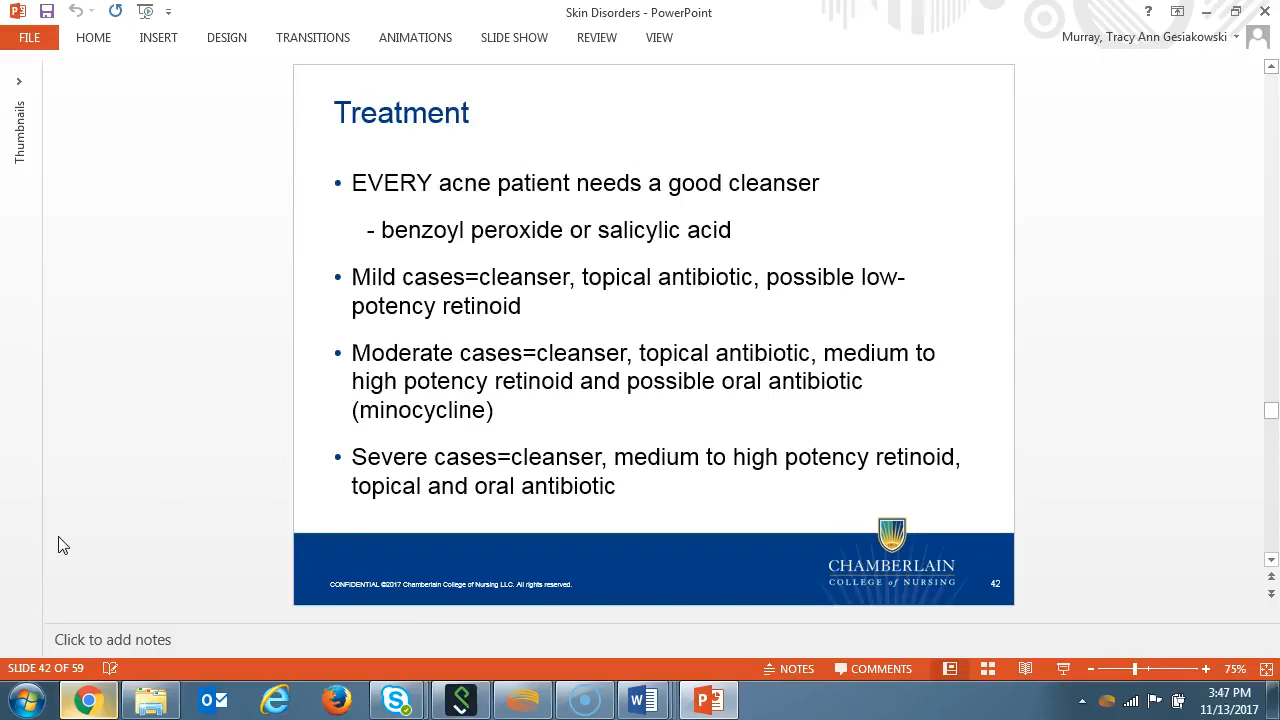 Skin Disorders - PowerPoint
?
FILE HOME INSERT DESIGN TRANSITIONS ANIMATIONS SLIDE SHOW REVIEW VIEW
Murray, Tracy Ann Gesiakowski
Thumbnails
Treatment
• EVERY acne patient needs a good cleanser
- benzoyl peroxide or salicylic acid
• Mild cases=cleanser, topical antibiotic, possible low-
potency retinoid
• Moderate cases=cleanser, topical antibiotic, medium to
high potency retinoid and possible oral antibiotic
(minocycline)
• Severe cases=cleanser, medium to high potency retinoid,
topical and oral antibiotic
CHAMBERLAIN
COLLEGE of NURSING
CONFIDENTIAL ©2017 Chamberlain College of Nursing LLC. All rights reserved.
42
Click to add notes
SLIDE 42 OF 59
NOTES COMMENTS
75%
3:47 PM
11/13/2017